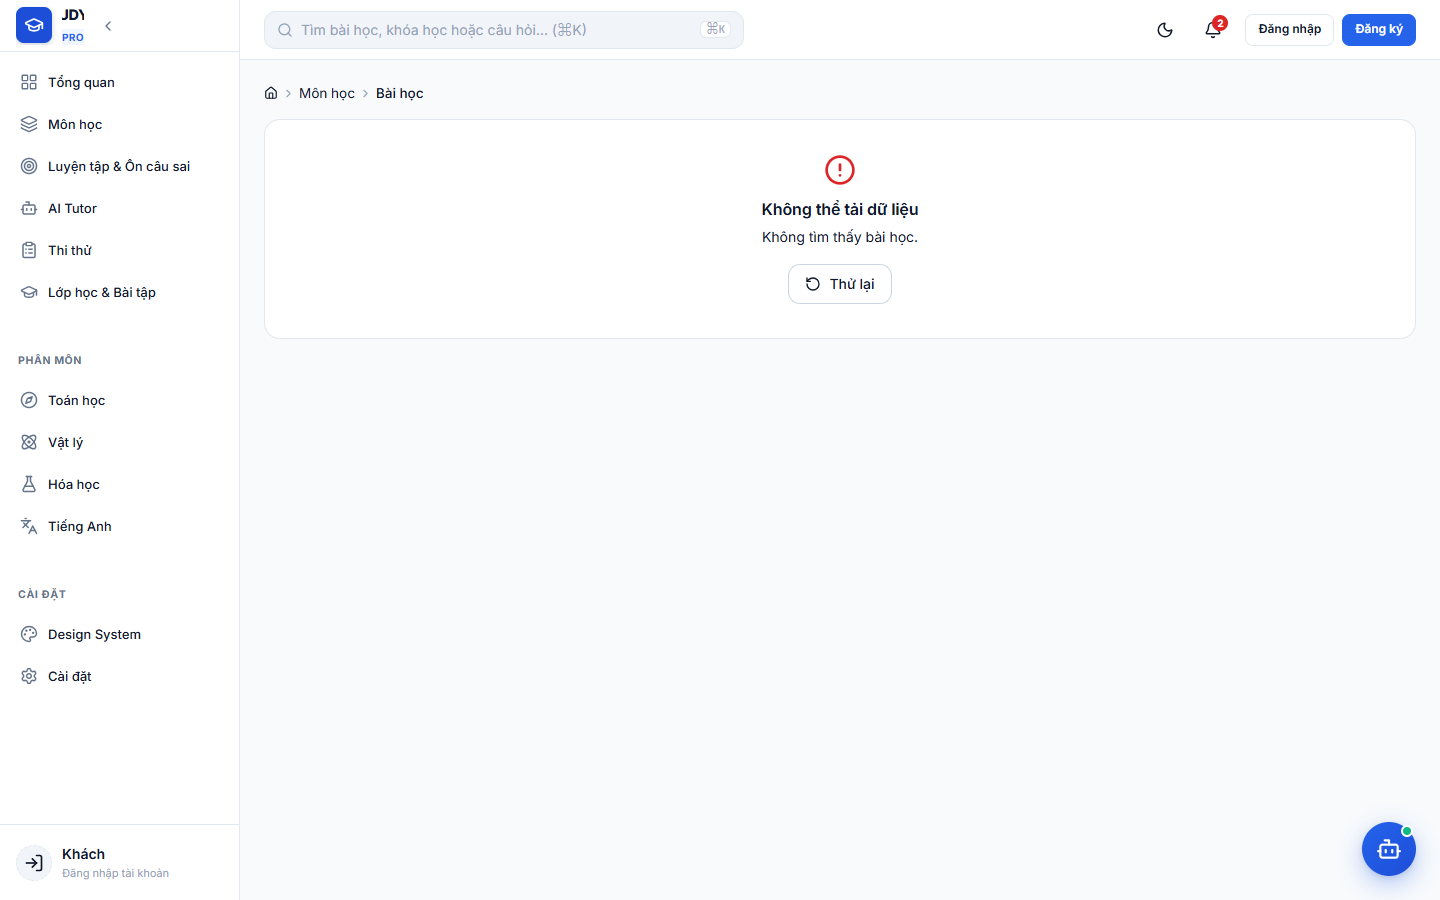 PRO
Tìm bài học, khóa học hoặc câu hỏi... (⌘K)
⌘K
2
Đăng nhập
Đăng ký
Tổng quan
Môn học
Luyện tập & Ôn câu sai
AI Tutor
Thi thử
Lớp học & Bài tập
PHÂN MÔN
Toán học
Vật lý
Hóa học
Tiếng Anh
CÀI ĐẶT
Design System
Cài đặt
Khách
Đăng nhập tài khoản
Môn học
Bài học
Không thể tải dữ liệu
Không tìm thấy bài học.
Thử lại